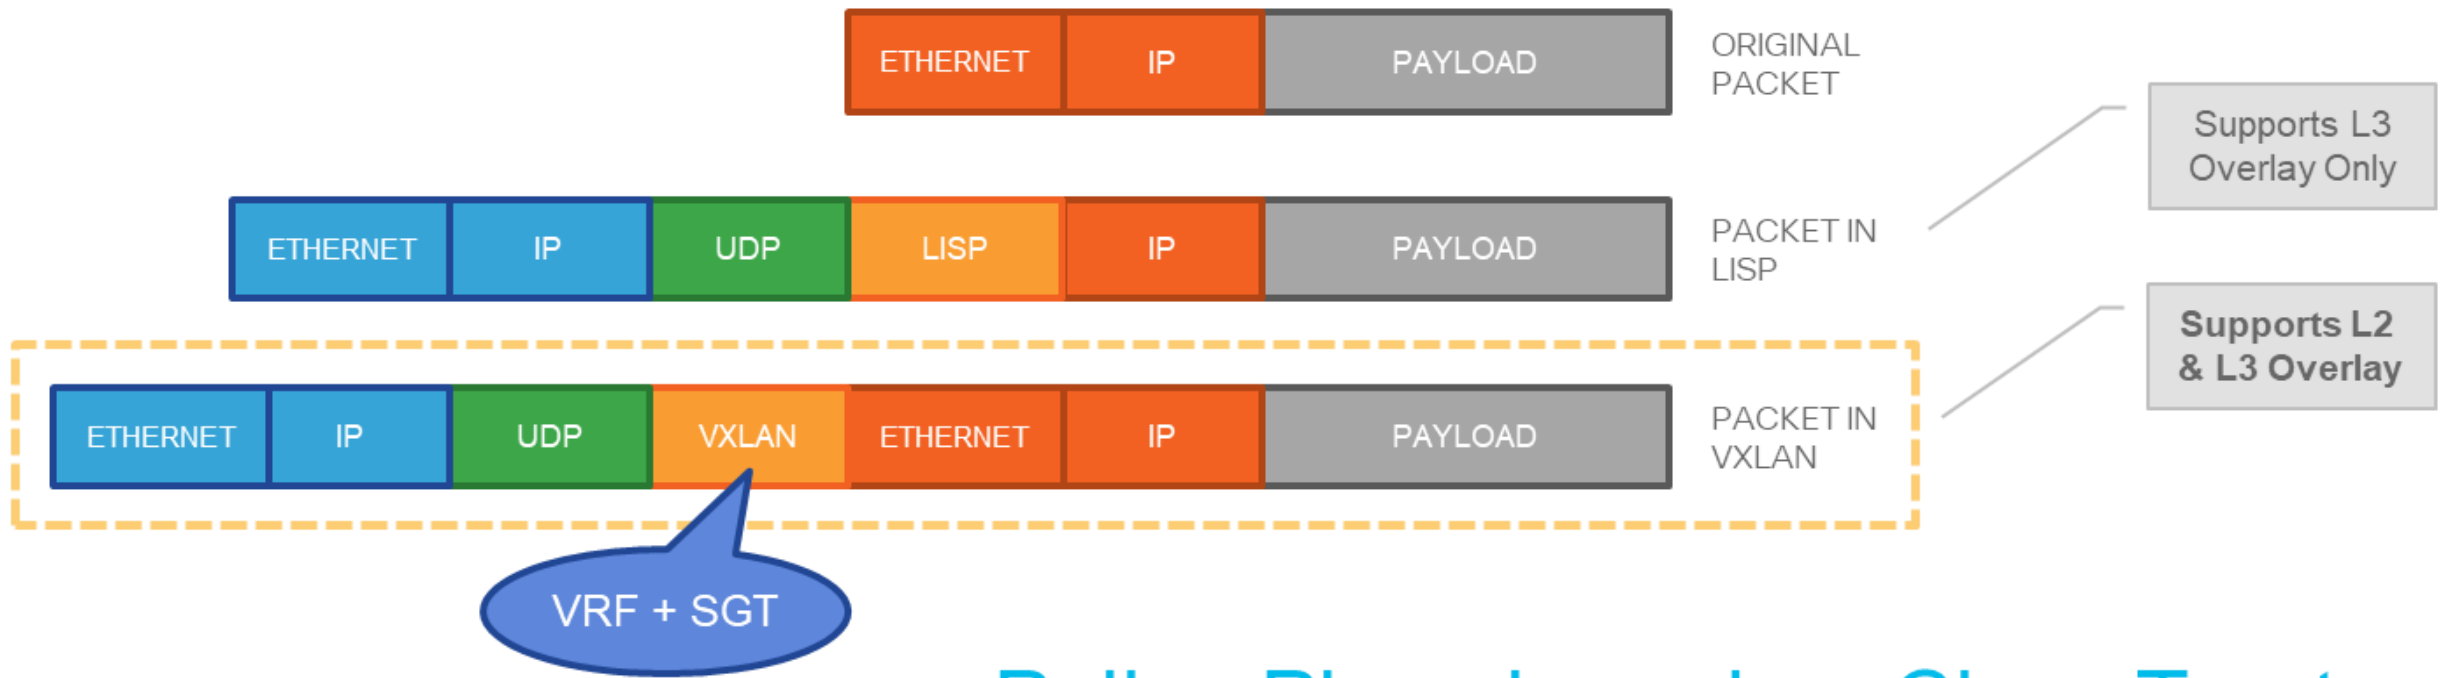 ETHERNET IP PAYLOAD
ORIGINAL
PACKET
Supports L3
Overlay Only
ETHERNET IP UDP LISP IP PAYLOAD
PACKET IN
LISP
Supports L2
& L3 Overlay
ETHERNET IP UDP VXLAN ETHERNET IP PAYLOAD
PACKET IN
VXLAN
VRF + SGT